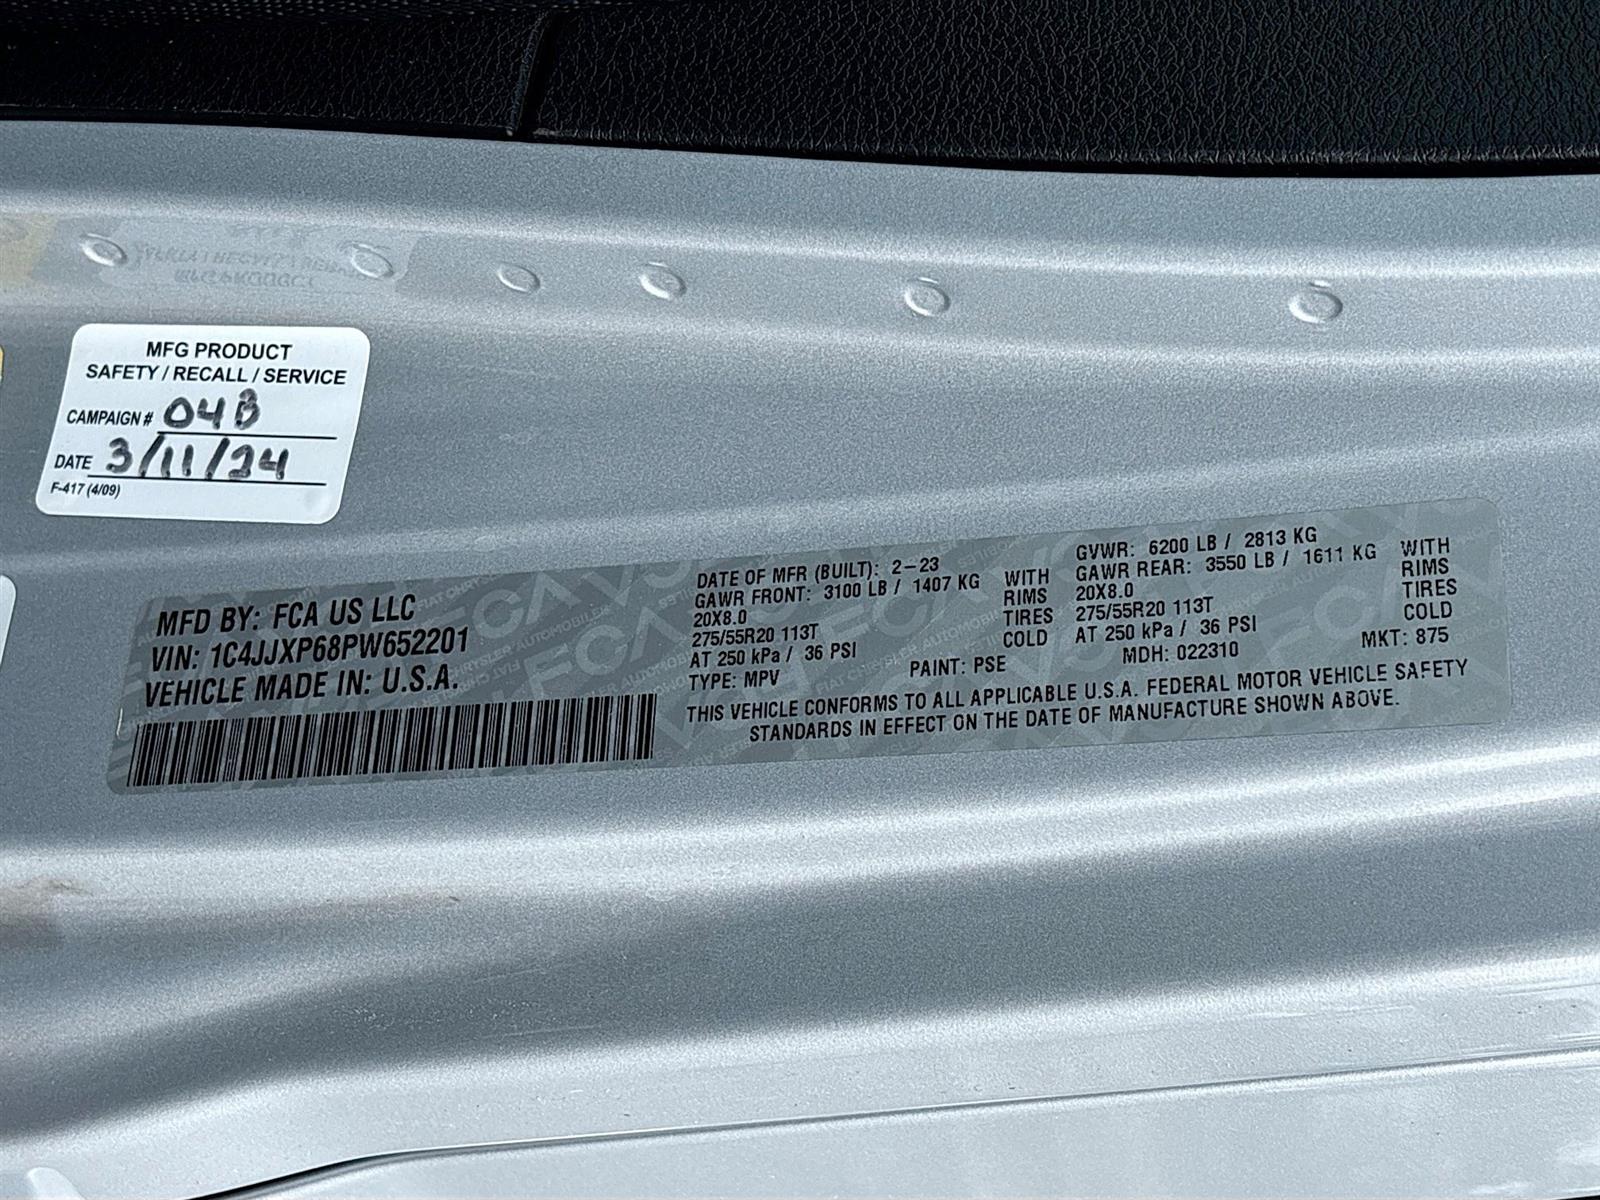 MFG PRODUCT
SAFETY / RECALL / SERVICE
CAMPAIGN # 04B
DATE 3/11/24
F-417 (4/09)
MFD BY: FCA US LLC
VIN: 1C4JJXP68PW652201
VEHICLE MADE IN: U.S.A.
DATE OF MFR (BUILT): 2-23
GAWR FRONT: 3100 LB / 1407 KG WITH
20X8.0 RIMS
275/55R20 113T TIRES
AT 250 kPa / 36 PSI COLD
TYPE: MPV PAINT: PSE
GVWR: 6200 LB / 2813 KG
GAWR REAR: 3550 LB / 1611 KG WITH
20X8.0 RIMS
275/55R20 113T TIRES
AT 250 kPa / 36 PSI COLD
MDH: 022310 MKT: 875
THIS VEHICLE CONFORMS TO ALL APPLICABLE U.S.A. FEDERAL MOTOR VEHICLE SAFETY
STANDARDS IN EFFECT ON THE DATE OF MANUFACTURE SHOWN ABOVE.